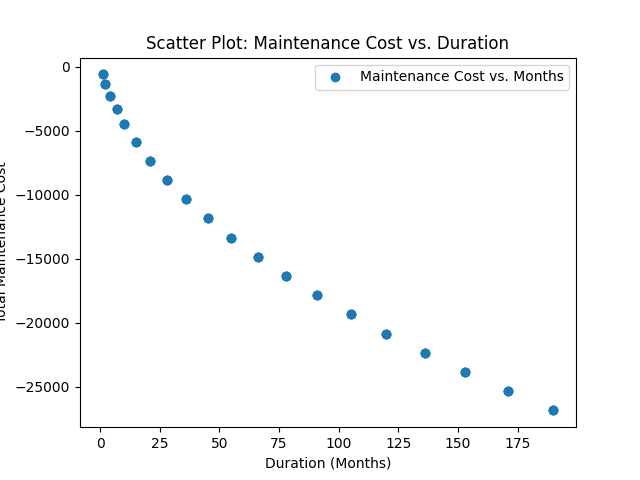 Scatter Plot: Maintenance Cost vs. Duration
Maintenance Cost vs. Months
0
−5000
−10000
−15000
−20000
−25000
Total Maintenance Cost
0 25 50 75 100 125 150 175
Duration (Months)